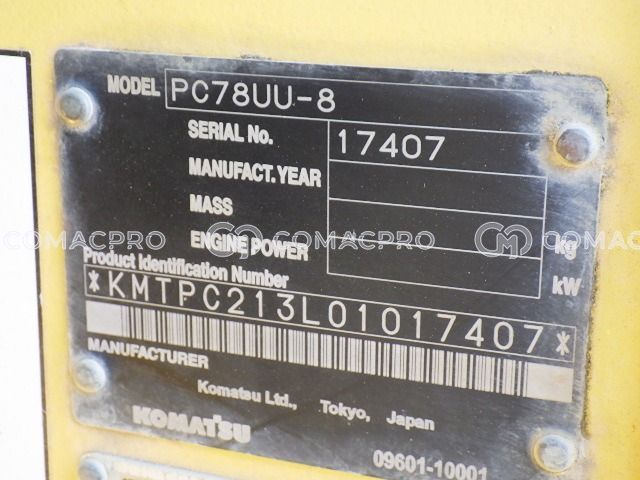 MODEL PC78UU-8
SERIAL No. 17407
MANUFACT. YEAR
MASS kg
ENGINE POWER kW
COMACPRO COMACPRO COMACPRO
Product Identification Number
*KMTPC213L01017407*
MANUFACTURER
Komatsu Ltd., Tokyo, Japan
KOMATSU
09601-10001